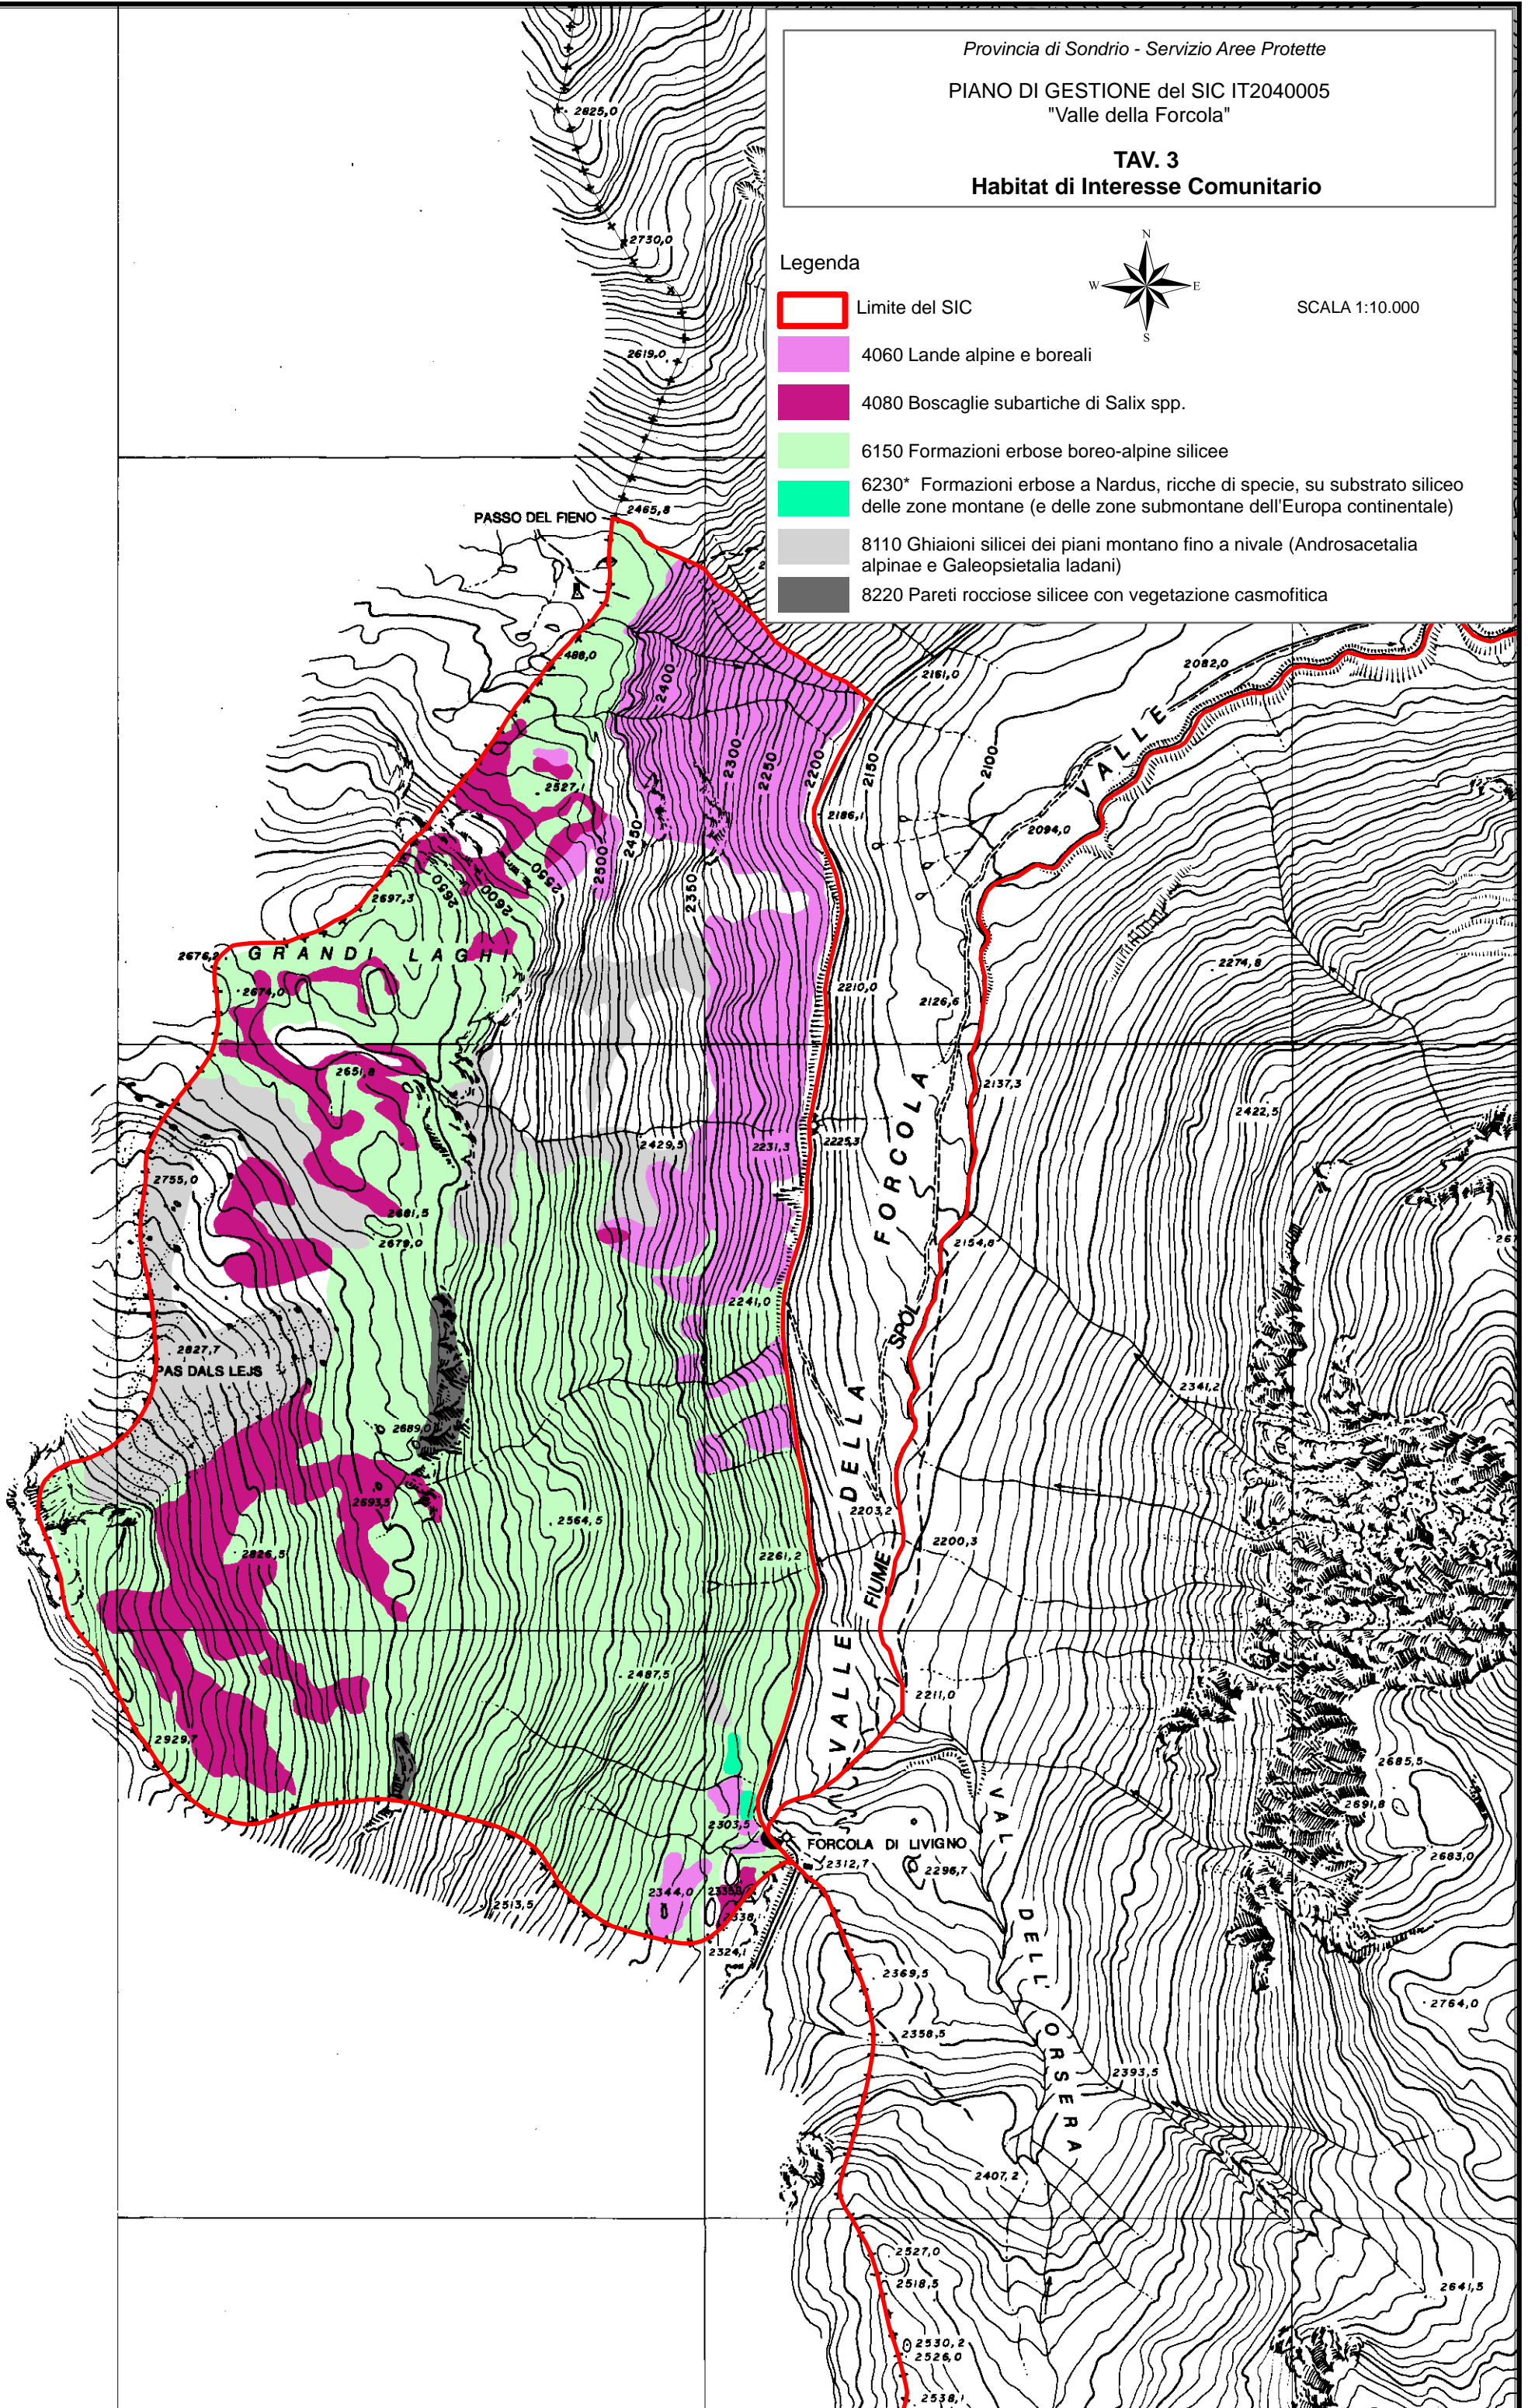 Provincia di Sondrio - Servizio Aree Protette
PIANO DI GESTIONE del SIC IT2040005
"Valle della Forcola"
TAV. 3
Habitat di Interesse Comunitario
Legenda
N
W
E
S
SCALA 1:10.000
Limite del SIC
4060 Lande alpine e boreali
4080 Boscaglie subartiche di Salix spp.
6150 Formazioni erbose boreo-alpine silicee
6230* Formazioni erbose a Nardus, ricche di specie, su substrato siliceo
delle zone montane (e delle zone submontane dell'Europa continentale)
8110 Ghiaioni silicei dei piani montano fino a nivale (Androsacetalia
alpinae e Galeopsietalia ladani)
8220 Pareti rocciose silicee con vegetazione casmofitica
2825,0
2730,0
2619,0
2465,8
PASSO DEL FIENO
2488,0
2400
2161,0
2082,0
VALLE
2300
2250
2200
2150
2100
2527,1
2186,1
2094,0
2450
2500
2550
2600
2650
2350
2697,3
2676,2
GRANDI LAGHI
2674,0
2210,0
2126,6
2274,8
2651,8
2137,3
2422,5
2429,5
2231,3
2225,3
2755,0
2681,5
2679,0
2154,8
2241,0
2827,7
PAS DALS LEJS
2341,2
2689,0
2693,5
2564,5
2203,2
2200,3
2826,5
2261,2
VALLE DELLA FORCOLA
FIUME SPOL
2487,5
2211,0
2929,7
2685,5
2691,8
2683,0
2303,5
FORCOLA DI LIVIGNO
2312,7
2296,7
2344,0
2338,
2513,5
2324,1
VAL DELL' ORSERA
2369,5
2764,0
2358,5
2393,5
2407,2
2527,0
2518,5
2641,5
2530,2
2526,0
2538,1